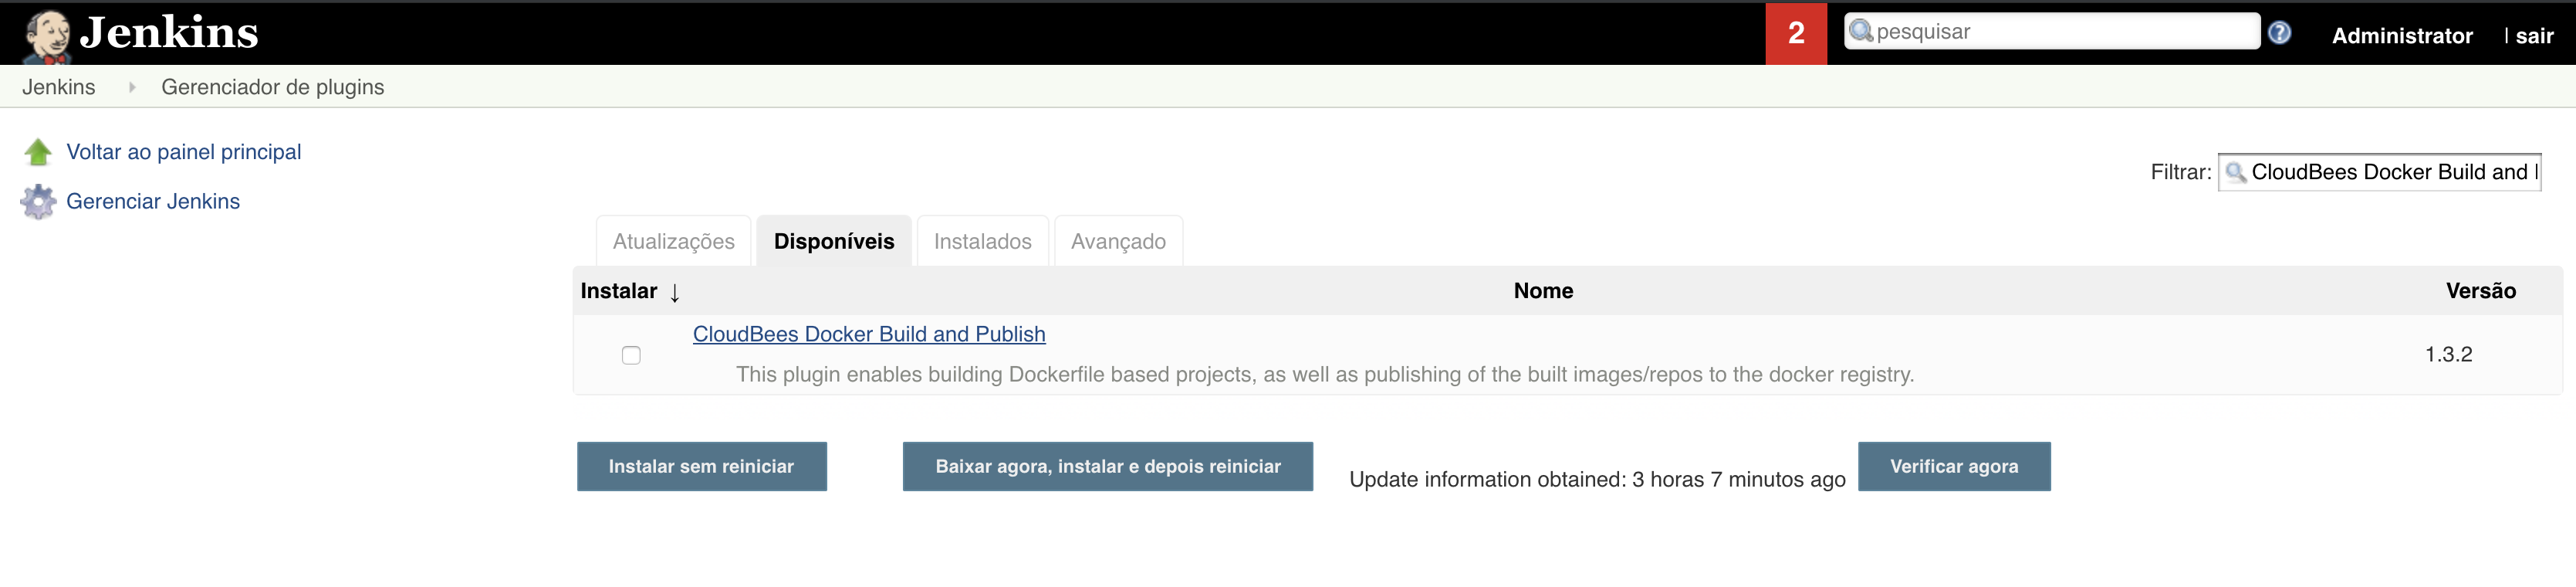 Jenkins
2
pesquisar
Administrator
| sair
Jenkins
Gerenciador de plugins
Voltar ao painel principal
Gerenciar Jenkins
Filtrar: CloudBees Docker Build and
Atualizações
Disponíveis
Instalados
Avançado
Instalar ↓
Nome
Versão
CloudBees Docker Build and Publish
This plugin enables building Dockerfile based projects, as well as publishing of the built images/repos to the docker registry.
1.3.2
Instalar sem reiniciar
Baixar agora, instalar e depois reiniciar
Update information obtained: 3 horas 7 minutos ago
Verificar agora